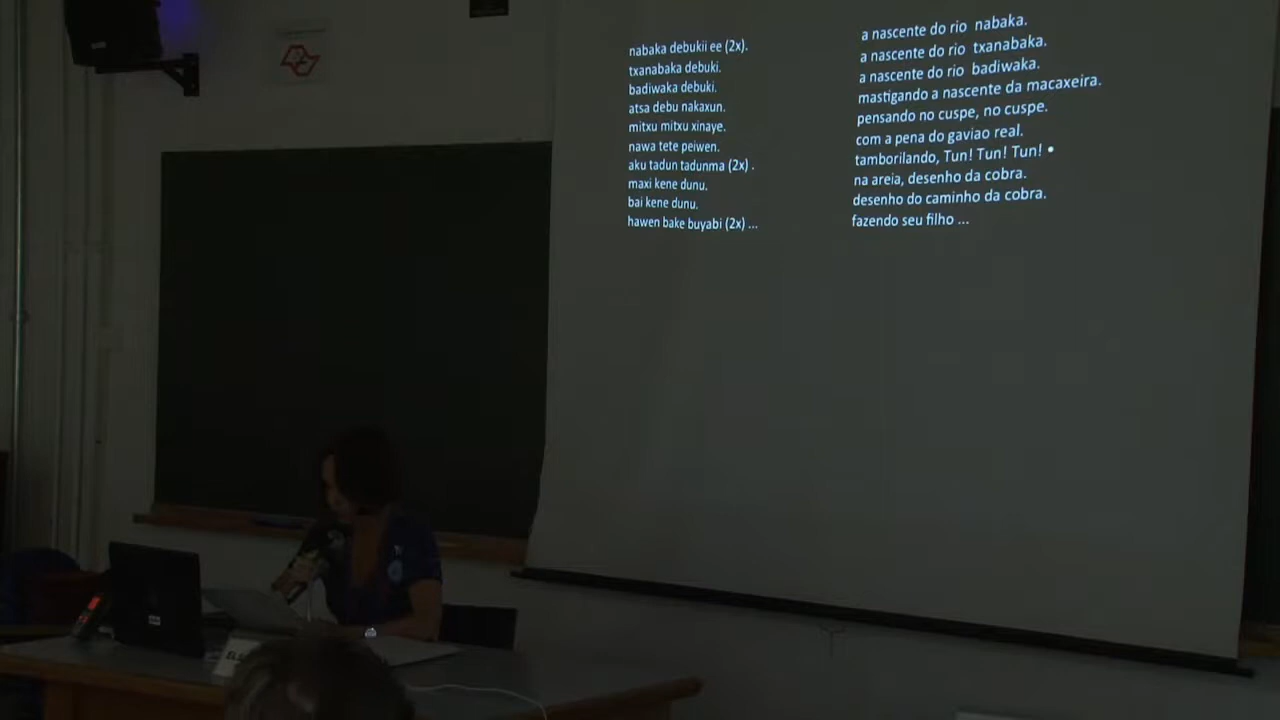 nabaka debukii ee (2x).
txanabaka debuki.
badiwaka debuki.
atsa debu nakaxun.
mitxu mitxu xinaye.
nawa tete peiwen.
aku tadun tadunma (2x) .
maxi kene dunu.
bai kene dunu.
hawen bake buyabi (2x) ...
a nascente do rio nabaka.
a nascente do rio txanabaka.
a nascente do rio badiwaka.
mastigando a nascente da macaxeira.
pensando no cuspe, no cuspe.
com a pena do gaviao real.
tamborilando, Tun! Tun! Tun! •
na areia, desenho da cobra.
desenho do caminho da cobra.
fazendo seu filho ...